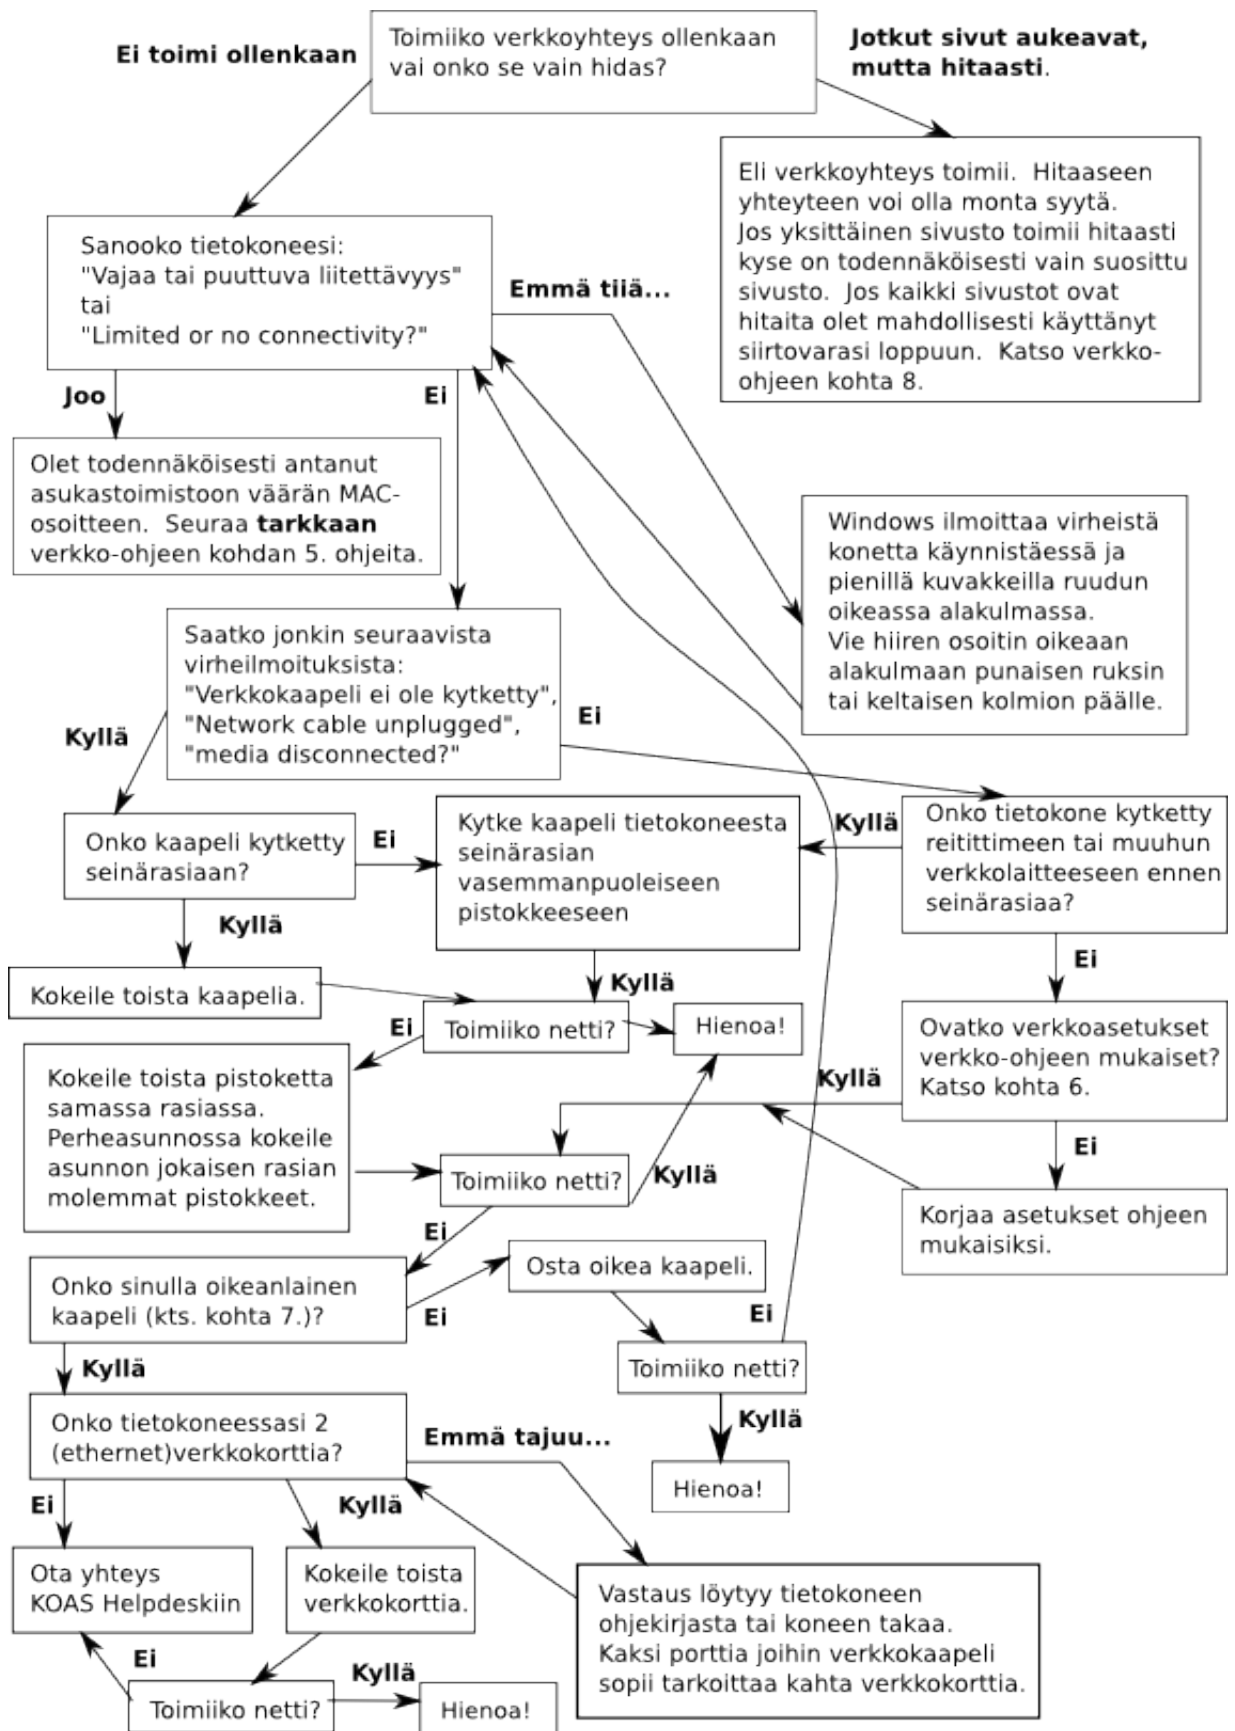 Ei toimi ollenkaan
Toimiiko verkkoyhteys ollenkaan
vai onko se vain hidas?
Jotkut sivut aukeavat,
mutta hitaasti.
Eli verkkoyhteys toimii. Hitaaseen
yhteyteen voi olla monta syytä.
Jos yksittäinen sivusto toimii hitaasti
kyse on todennäköisesti vain suosittu
sivusto. Jos kaikki sivustot ovat
hitaita olet mahdollisesti käyttänyt
siirtovarasi loppuun. Katso verkko-
ohjeen kohta 8.
Sanooko tietokoneesi:
"Vajaa tai puuttuva liitettävyys"
tai
"Limited or no connectivity?"
Emmä tiiä...
Joo
Ei
Olet todennäköisesti antanut
asukastoimistoon väärän MAC-
osoitteen. Seuraa tarkkaan
verkko-ohjeen kohdan 5. ohjeita.
Windows ilmoittaa virheistä
konetta käynnistäessä ja
pienillä kuvakkeilla ruudun
oikeassa alakulmassa.
Vie hiiren osoitin oikeaan
alakulmaan punaisen ruksin
tai keltaisen kolmion päälle.
Saatko jonkin seuraavista
virheilmoituksista:
"Verkkokaapeli ei ole kytketty",
"Network cable unplugged",
"media disconnected?"
Kyllä
Ei
Onko kaapeli kytketty
seinärasiaan?
Ei
Kytke kaapeli tietokoneesta
seinärasian
vasemmanpuoleiseen
pistokkeeseen
Kyllä
Onko tietokone kytketty
reitittimeen tai muuhun
verkkolaitteeseen ennen
seinärasiaa?
Kyllä
Ei
Kokeile toista kaapelia.
Kyllä
Ei
Toimiiko netti?
Hienoa!
Ovatko verkkoasetukset
verkko-ohjeen mukaiset?
Katso kohta 6.
Kokeile toista pistoketta
samassa rasiassa.
Perheasunnossa kokeile
asunnon jokaisen rasian
molemmat pistokkeet.
Kyllä
Ei
Toimiiko netti?
Kyllä
Korjaa asetukset ohjeen
mukaisiksi.
Ei
Onko sinulla oikeanlainen
kaapeli (kts. kohta 7.)?
Ei
Osta oikea kaapeli.
Ei
Toimiiko netti?
Kyllä
Kyllä
Hienoa!
Onko tietokoneessasi 2
(ethernet)verkkokorttia?
Emmä tajuu...
Ei
Kyllä
Ota yhteys
KOAS Helpdeskiin
Kokeile toista
verkkokorttia.
Vastaus löytyy tietokoneen
ohjekirjasta tai koneen takaa.
Kaksi porttia joihin verkkokaapeli
sopii tarkoittaa kahta verkkokorttia.
Ei
Toimiiko netti?
Kyllä
Hienoa!